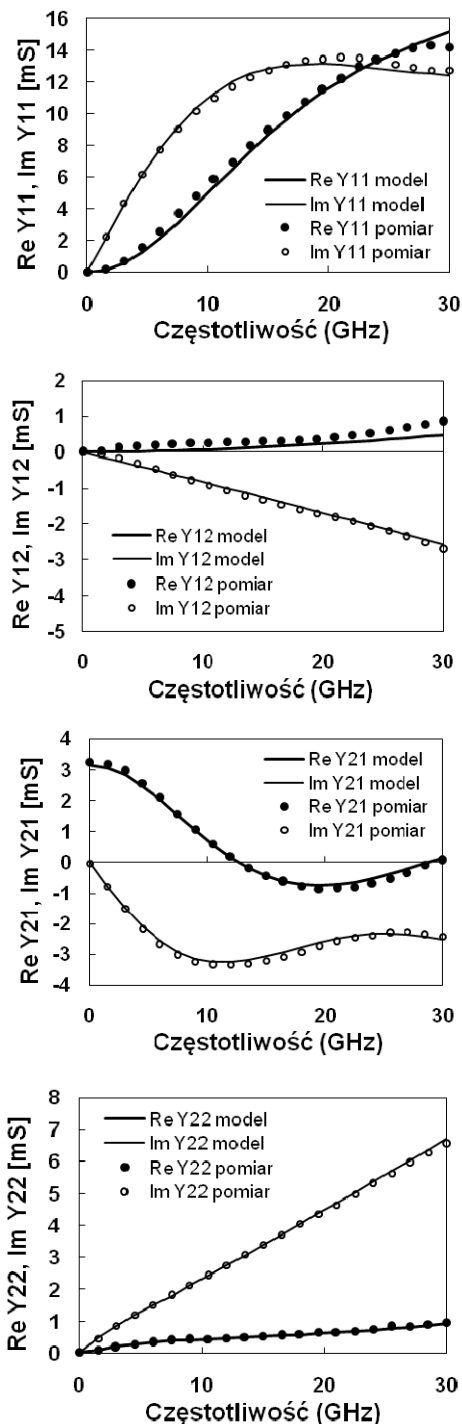 Re Y11, Im Y11 [mS]
16
14
12
10
8
6
4
2
0
Re Y11 model
Im Y11 model
Re Y11 pomiar
Im Y11 pomiar
0 10 20 30
Częstotliwość (GHz)
Re Y12, Im Y12 [mS]
2
1
0
-1
-2
-3
-4
-5
Re Y12 model
Im Y12 model
Re Y12 pomiar
Im Y12 pomiar
0 10 20 30
Częstotliwość (GHz)
Re Y21, Im Y21 [mS]
4
3
2
1
0
-1
-2
-3
-4
Re Y21 model
Im Y21 model
Re Y21 pomiar
Im Y21 pomiar
0 10 20 30
Częstotliwość (GHz)
Re Y22, Im Y22 [mS]
8
7
6
5
4
3
2
1
0
Re Y22 model
Im Y22 model
Re Y22 pomiar
Im Y22 pomiar
0 10 20 30
Częstotliwość (GHz)